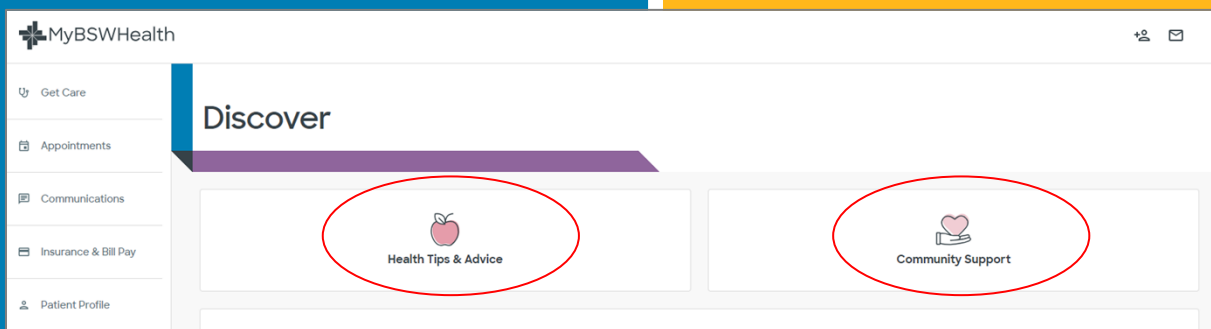 MyBSWHealth
Get Care
Appointments
Communications
Insurance & Bill Pay
Patient Profile
Discover
Health Tips & Advice
Community Support